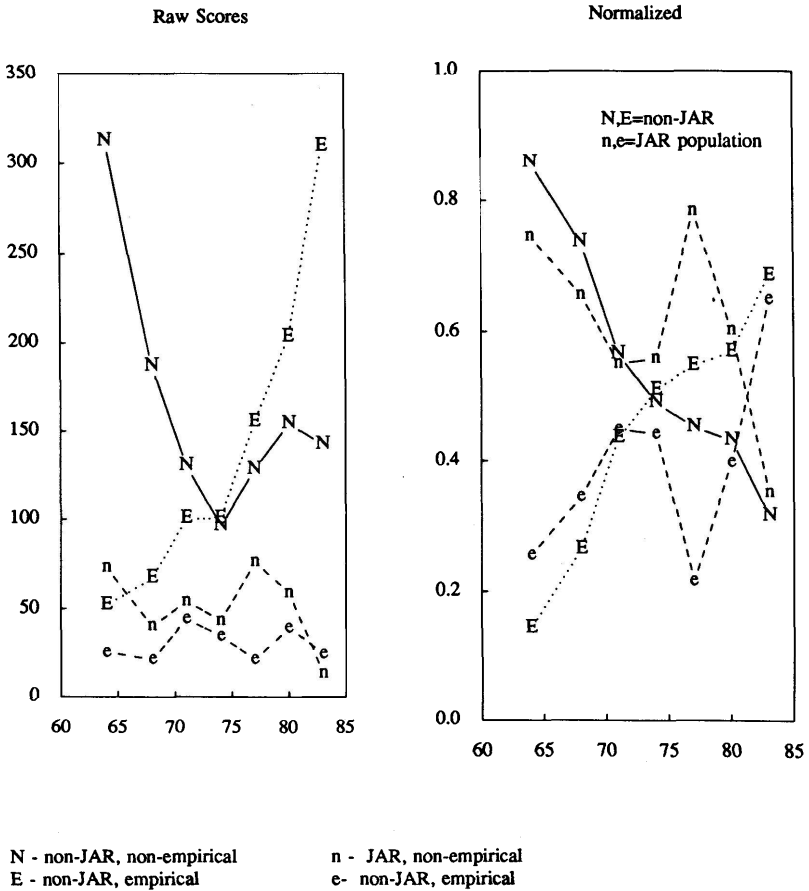 Raw Scores
350
300
250
200
150
100
50
0
60 65 70 75 80 85
N
N
N
N
N
N
N
E
E
E
E
E
E
E
n
n
n
n
n
n
n
e
e
e
e
e
e
e
Normalized
1.0
0.8
0.6
0.4
0.2
0.0
60 65 70 75 80 85
N,E=non-JAR
n,e=JAR population
N
N
N
N
N
N
N
n
n
n
n
n
n
n
E
E
E
E
E
E
E
e
e
e
e
e
e
e
N - non-JAR, non-empirical
E - non-JAR, empirical
n - JAR, non-empirical
e- non-JAR, empirical